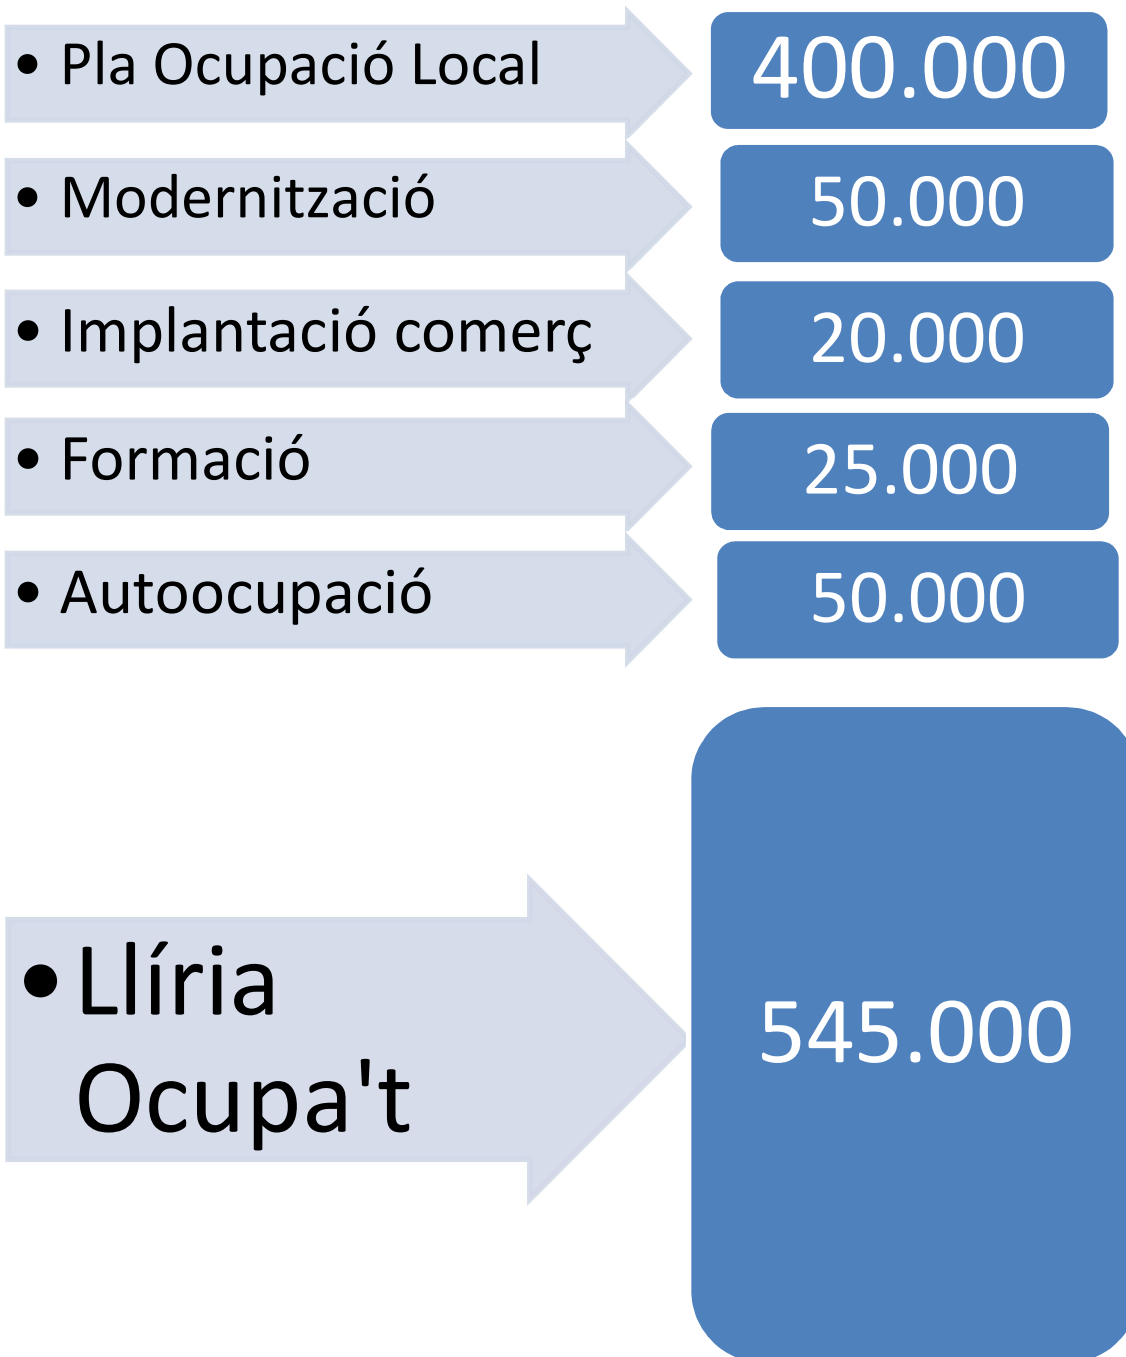 • Pla Ocupació Local
400.000
• Modernització
50.000
• Implantació comerç
20.000
• Formació
25.000
• Autoocupació
50.000
• Llíria
Ocupa't
545.000